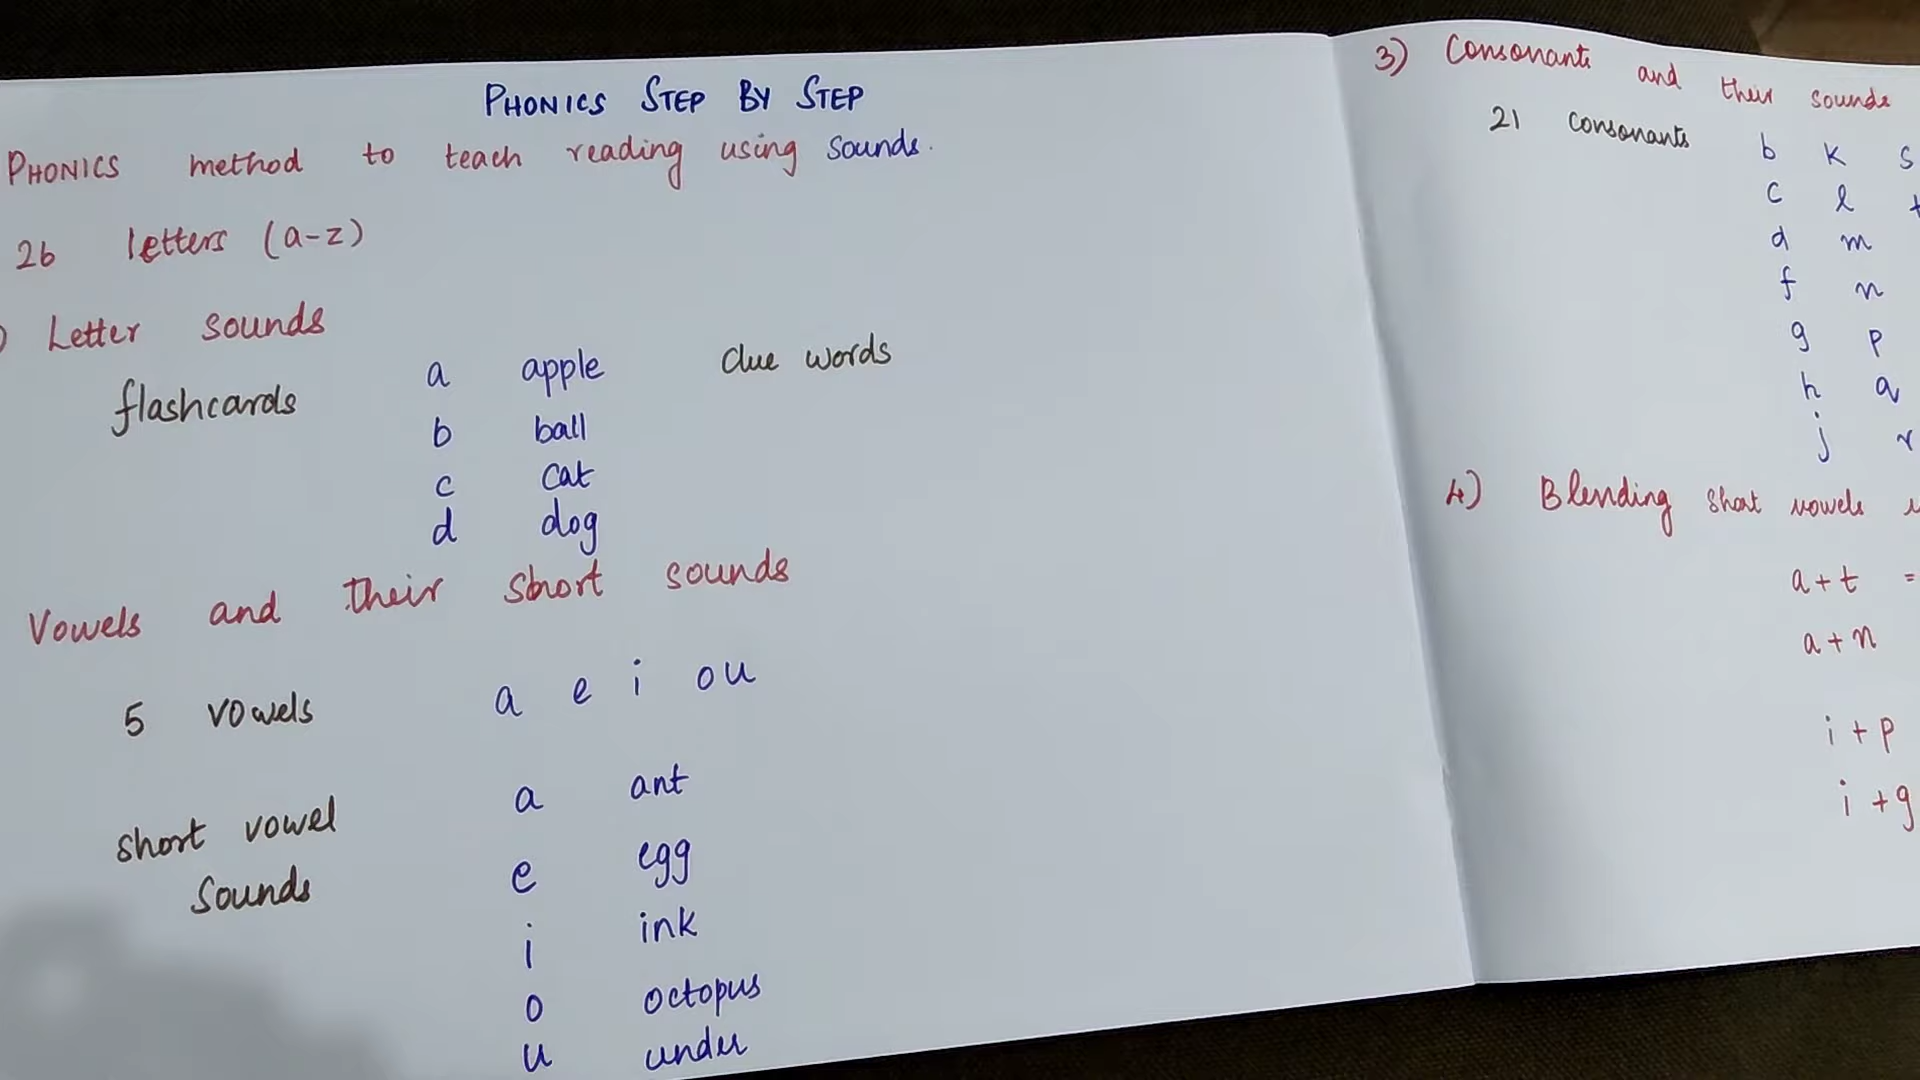 PHONICS STEP BY STEP
PHONICS method to teach reading using sounds.
26 letters (a-z)
) Letter sounds
flashcards a apple clue words
b ball
c cat
d dog
Vowels and their short sounds
5 vowels a e i o u
short vowel a ant
sounds e egg
i ink
o octopus
u under
3) Consonants and their sounds
21 consonants b k s
c l t
d m
f n
g p
h q
j r
4) Blending short vowels
a + t =
a + n
i + p
i + g